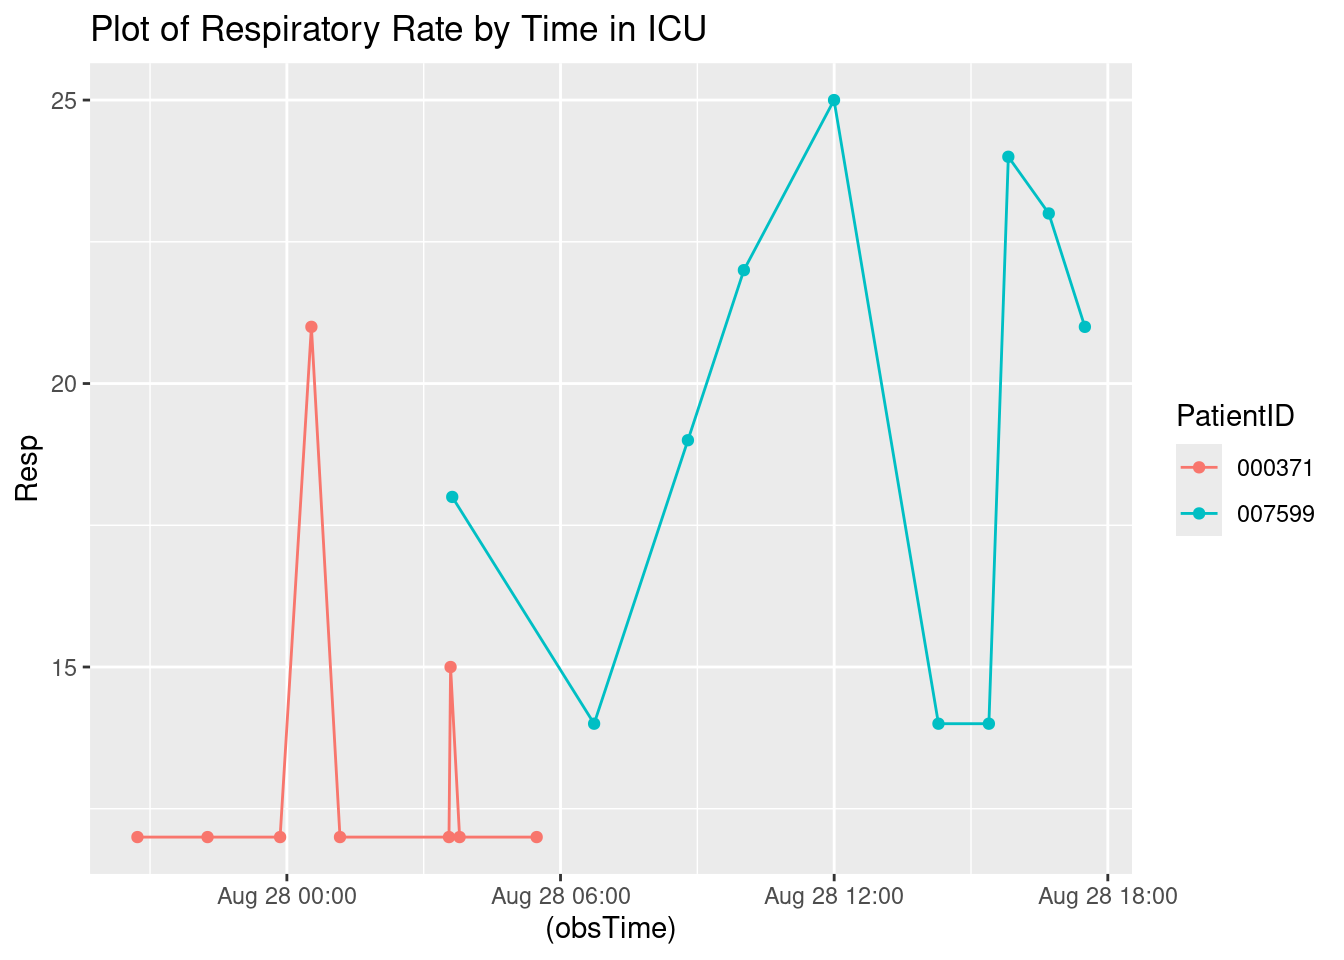 Plot of Respiratory Rate by Time in ICU
25
20
15
Resp
Aug 28 00:00
Aug 28 06:00
Aug 28 12:00
Aug 28 18:00
(obsTime)
PatientID
000371
007599